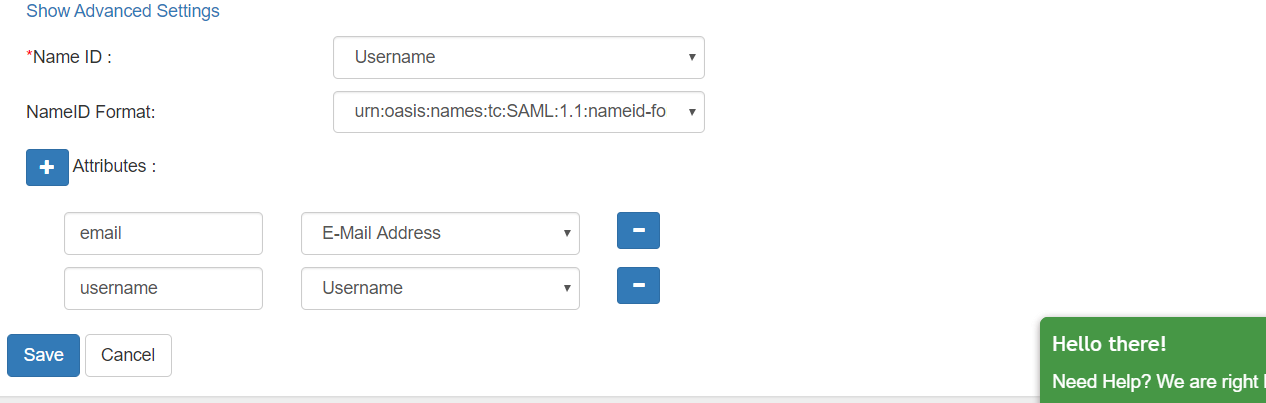 Show Advanced Settings
*Name ID : Username
NameID Format: urn:oasis:names:tc:SAML:1.1:nameid-fo
Attributes :
email E-Mail Address
username Username
Save Cancel
Hello there!
Need Help? We are right